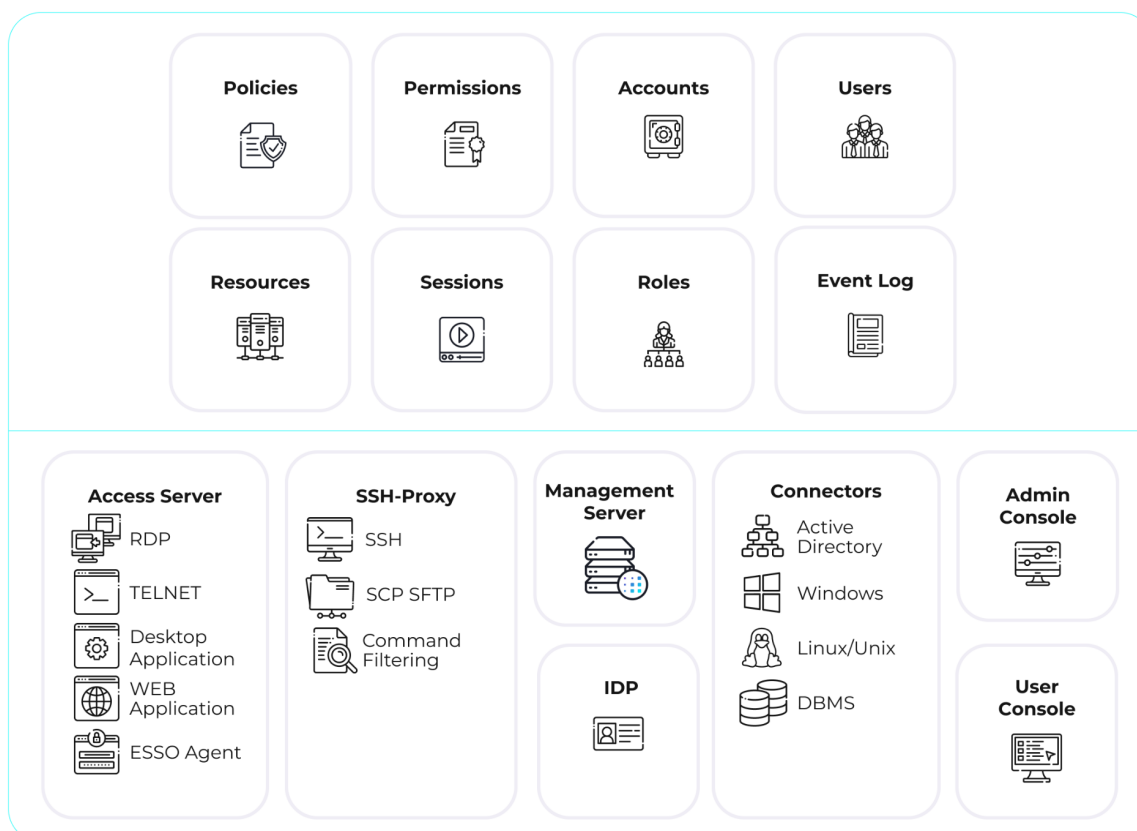 Policies
Permissions
Accounts
Users
Resources
Sessions
Roles
Event Log
Access Server
RDP
TELNET
Desktop
Application
WEB
Application
ESSO Agent
SSH-Proxy
SSH
SCP SFTP
Command
Filtering
Management
Server
IDP
Connectors
Active
Directory
Windows
Linux/Unix
DBMS
Admin
Console
User
Console